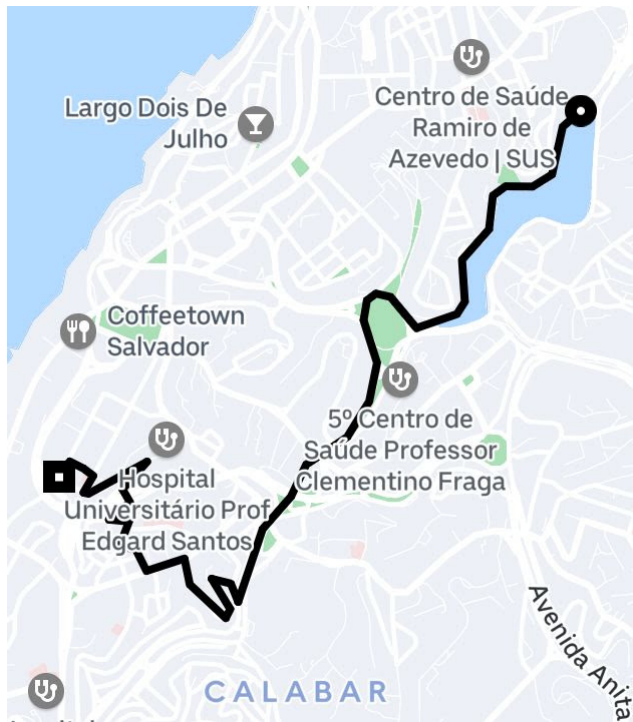 Largo Dois De
Julho
Centro de Saúde
Ramiro de
Azevedo | SUS
Coffeetown
Salvador
5º Centro de
Saúde Professor
Clementino Fraga
Hospital
Universitário Prof
Edgard Santos
Avenida Anita
CALABAR